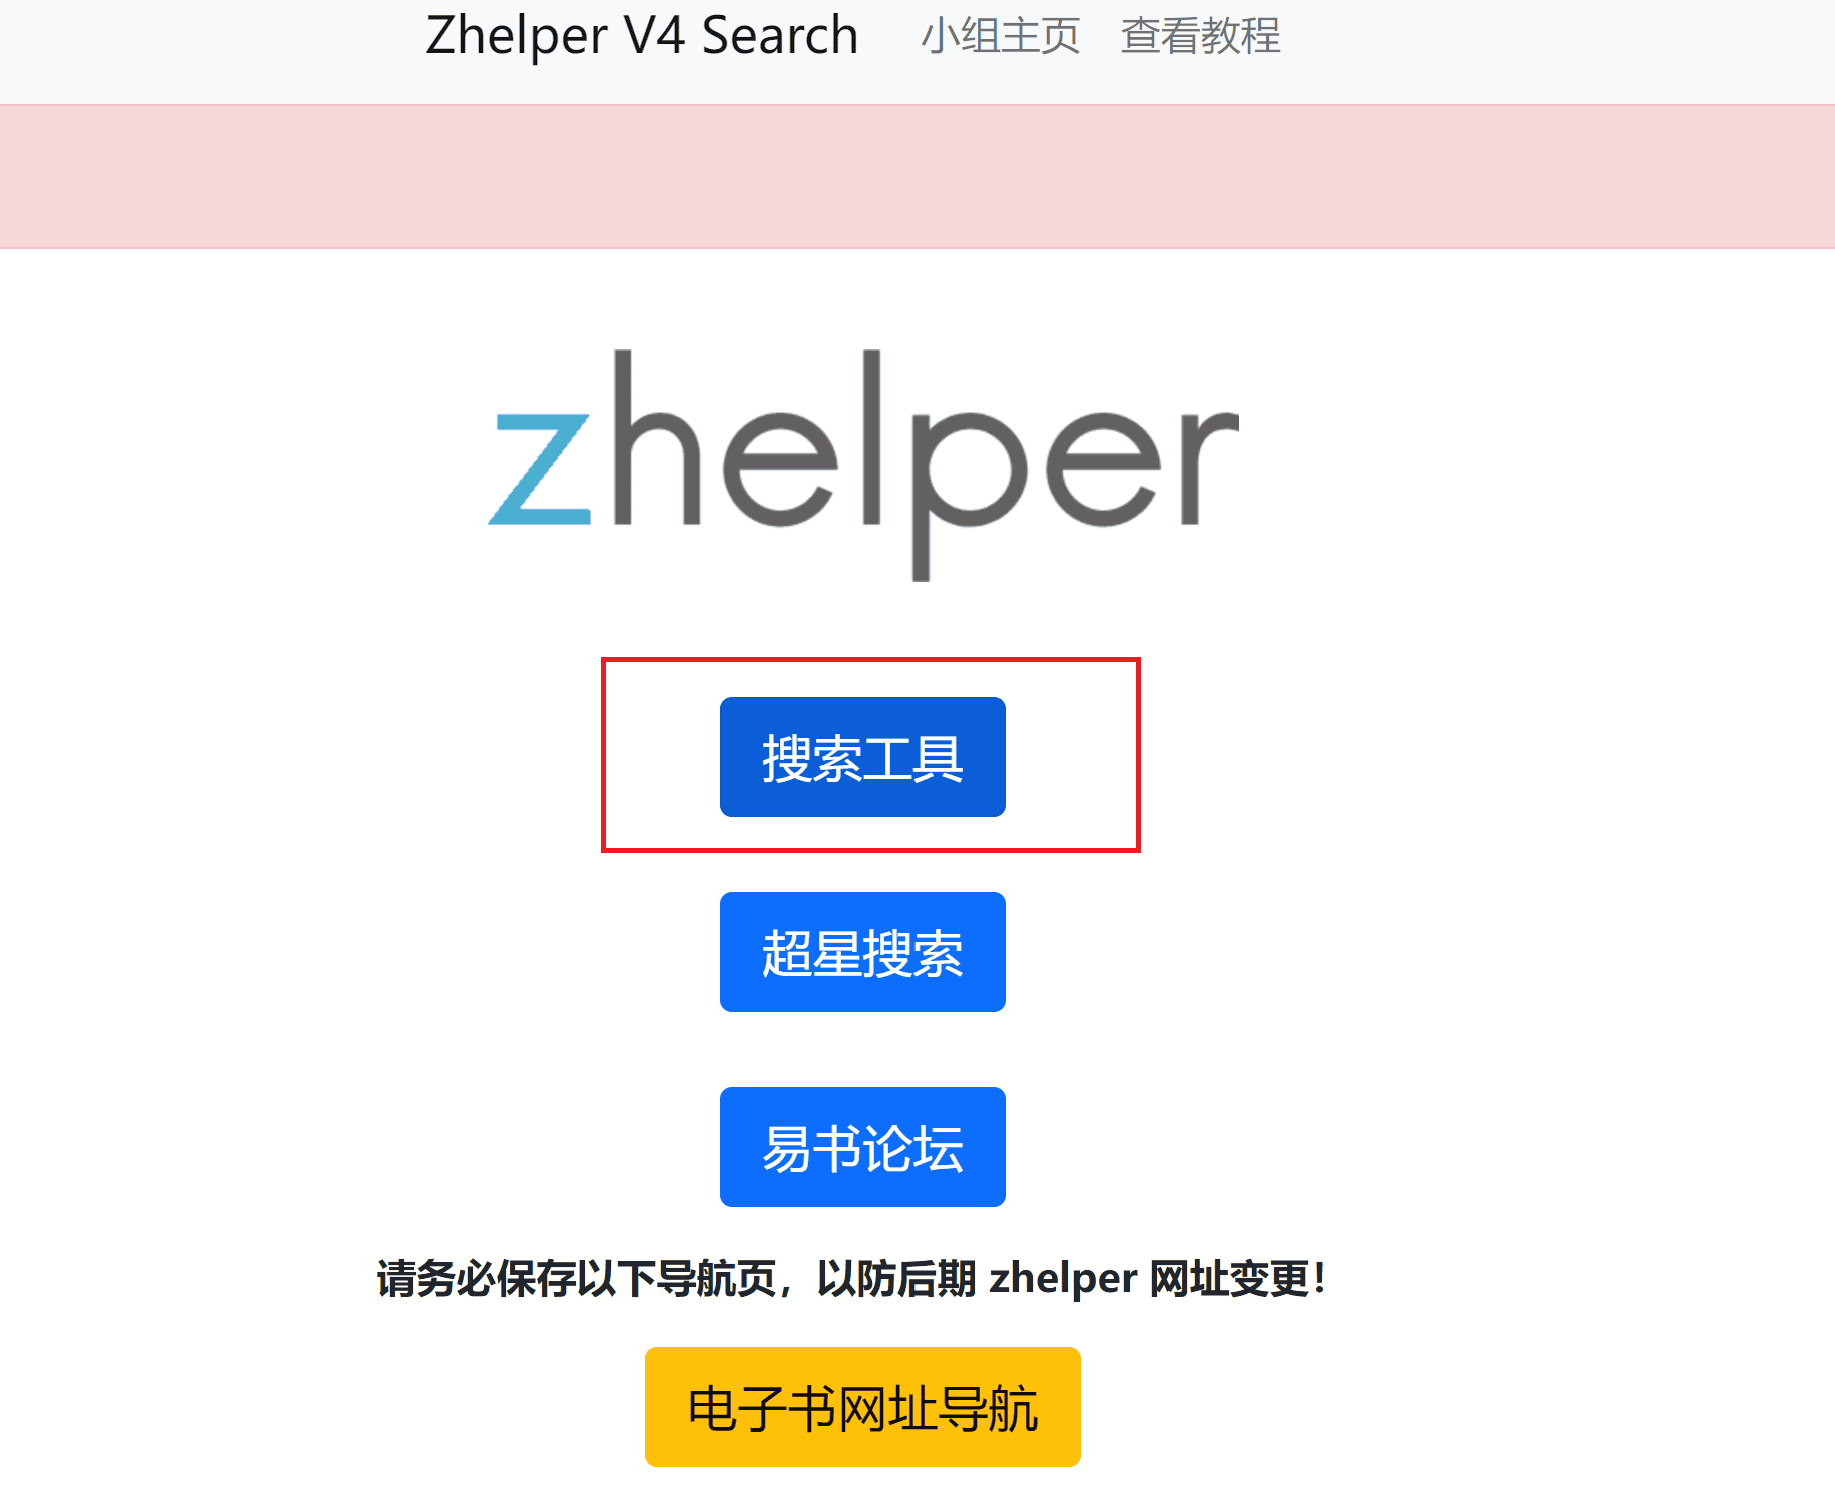 Zhelper V4 Search 小组主页 查看教程
zhelper
搜索工具
超星搜索
易书论坛
请务必保存以下导航页，以防后期 zhelper 网址变更！
电子书网址导航